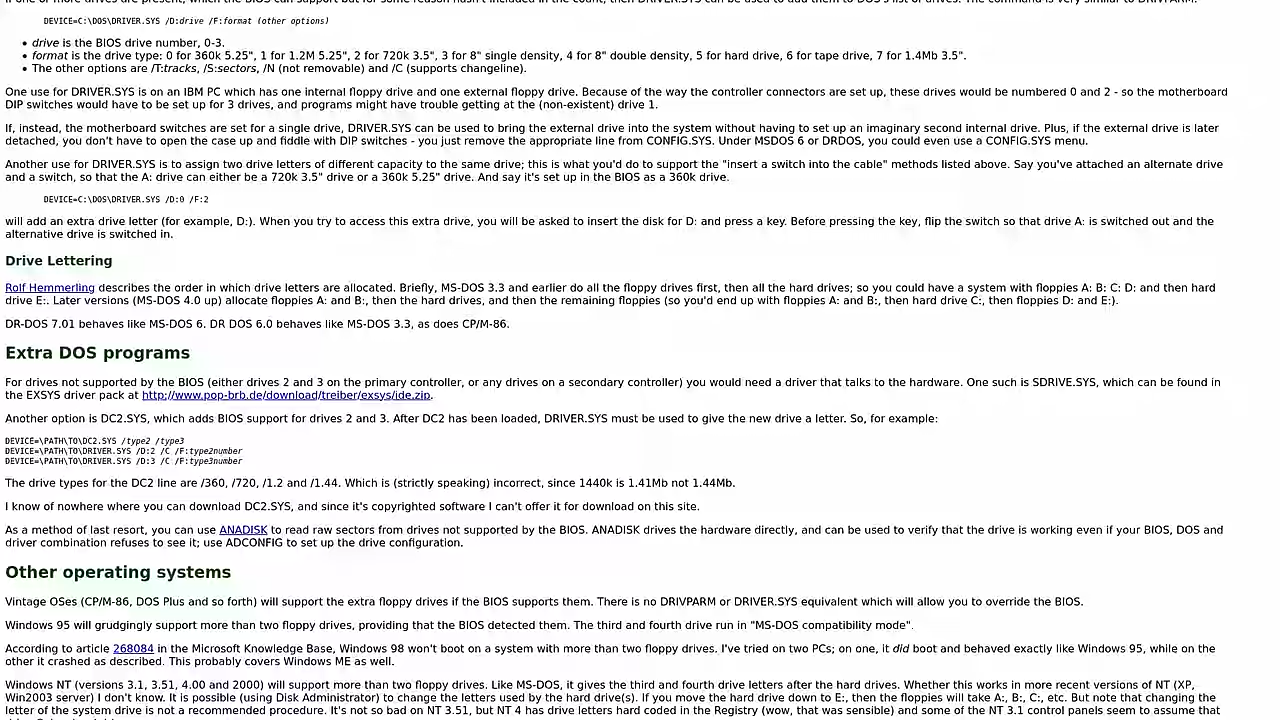 If one or more drives are present, which the BIOS can support but for some reason hasn't included in the count, then DRIVER.SYS can be used to add them to DOS's list of drives. The command is very similar to DRIVPARM:
DEVICE=C:\DOS\DRIVER.SYS /D:drive /F:format (other options)
• drive is the BIOS drive number, 0-3.
• format is the drive type: 0 for 360k 5.25", 1 for 1.2M 5.25", 2 for 720k 3.5", 3 for 8" single density, 4 for 8" double density, 5 for hard drive, 6 for tape drive, 7 for 1.4Mb 3.5".
• The other options are /T:tracks, /S:sectors, /N (not removable) and /C (supports changeline).
One use for DRIVER.SYS is on an IBM PC which has one internal floppy drive and one external floppy drive. Because of the way the controller connectors are set up, these drives would be numbered 0 and 2 - so the motherboard
DIP switches would have to be set up for 3 drives, and programs might have trouble getting at the (non-existent) drive 1.
If, instead, the motherboard switches are set for a single drive, DRIVER.SYS can be used to bring the external drive into the system without having to set up an imaginary second internal drive. Plus, if the external drive is later
detached, you don't have to open the case up and fiddle with DIP switches - you just remove the appropriate line from CONFIG.SYS. Under MSDOS 6 or DRDOS, you could even use a CONFIG.SYS menu.
Another use for DRIVER.SYS is to assign two drive letters of different capacity to the same drive; this is what you'd do to support the "insert a switch into the cable" methods listed above. Say you've attached an alternate drive
and a switch, so that the A: drive can either be a 720k 3.5" drive or a 360k 5.25" drive. And say it's set up in the BIOS as a 360k drive.
DEVICE=C:\DOS\DRIVER.SYS /D:0 /F:2
will add an extra drive letter (for example, D:). When you try to access this extra drive, you will be asked to insert the disk for D: and press a key. Before pressing the key, flip the switch so that drive A: is switched out and the
alternative drive is switched in.
Drive Lettering
Rolf Hemmerling describes the order in which drive letters are allocated. Briefly, MS-DOS 3.3 and earlier do all the floppy drives first, then all the hard drives; so you could have a system with floppies A: B: C: D: and then hard
drive E:. Later versions (MS-DOS 4.0 up) allocate floppies A: and B:, then the hard drives, and then the remaining floppies (so you'd end up with floppies A: and B:, then hard drive C:, then floppies D: and E:).
DR-DOS 7.01 behaves like MS-DOS 6. DR DOS 6.0 behaves like MS-DOS 3.3, as does CP/M-86.
Extra DOS programs
For drives not supported by the BIOS (either drives 2 and 3 on the primary controller, or any drives on a secondary controller) you would need a driver that talks to the hardware. One such is SDRIVE.SYS, which can be found in
the EXSYS driver pack at http://www.pop-brb.de/download/treiber/exsys/ide.zip.
Another option is DC2.SYS, which adds BIOS support for drives 2 and 3. After DC2 has been loaded, DRIVER.SYS must be used to give the new drive a letter. So, for example:
DEVICE=\PATH\TO\DC2.SYS /type2 /type3
DEVICE=\PATH\TO\DRIVER.SYS /D:2 /C /F:type2number
DEVICE=\PATH\TO\DRIVER.SYS /D:3 /C /F:type3number
The drive types for the DC2 line are /360, /720, /1.2 and /1.44. Which is (strictly speaking) incorrect, since 1440k is 1.41Mb not 1.44Mb.
I know of nowhere where you can download DC2.SYS, and since it's copyrighted software I can't offer it for download on this site.
As a method of last resort, you can use ANADISK to read raw sectors from drives not supported by the BIOS. ANADISK drives the hardware directly, and can be used to verify that the drive is working even if your BIOS, DOS and
driver combination refuses to see it; use ADCONFIG to set up the drive configuration.
Other operating systems
Vintage OSes (CP/M-86, DOS Plus and so forth) will support the extra floppy drives if the BIOS supports them. There is no DRIVPARM or DRIVER.SYS equivalent which will allow you to override the BIOS.
Windows 95 will grudgingly support more than two floppy drives, providing that the BIOS detected them. The third and fourth drive run in "MS-DOS compatibility mode".
According to article 268084 in the Microsoft Knowledge Base, Windows 98 won't boot on a system with more than two floppy drives. I've tried on two PCs; on one, it did boot and behaved exactly like Windows 95, while on the
other it crashed as described. This probably covers Windows ME as well.
Windows NT (versions 3.1, 3.51, 4.00 and 2000) will support more than two floppy drives. Like MS-DOS, it gives the third and fourth drive letters after the hard drives. Whether this works in more recent versions of NT (XP,
Win2003 server) I don't know. It is possible (using Disk Administrator) to change the letters used by the hard drive(s). If you move the hard drive down to E:, then the floppies will take A:, B:, C:, etc. But note that changing the
letter of the system drive is not a recommended procedure. It's not so bad on NT 3.51, but NT 4 has drive letters hard coded in the Registry (wow, that was sensible) and some of the NT 3.1 control panels seem to assume that